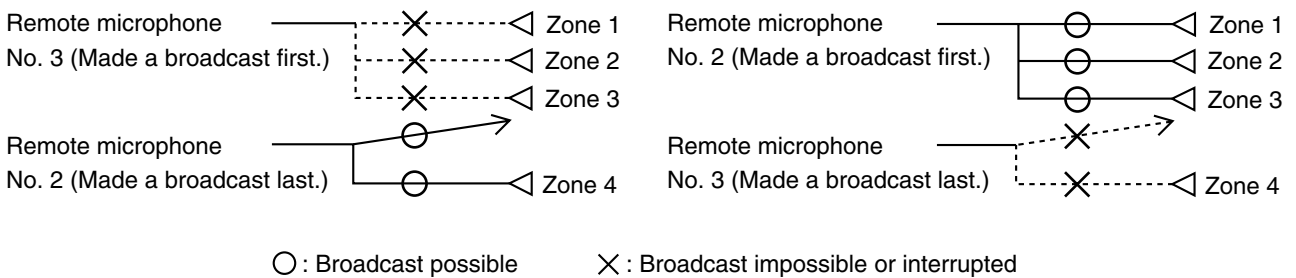 Remote microphone
No. 3 (Made a broadcast first.)
Zone 1
Zone 2
Zone 3
Remote microphone
No. 2 (Made a broadcast last.)
Zone 4
Remote microphone
No. 2 (Made a broadcast first.)
Zone 1
Zone 2
Zone 3
Remote microphone
No. 3 (Made a broadcast last.)
Zone 4
: Broadcast possible
: Broadcast impossible or interrupted